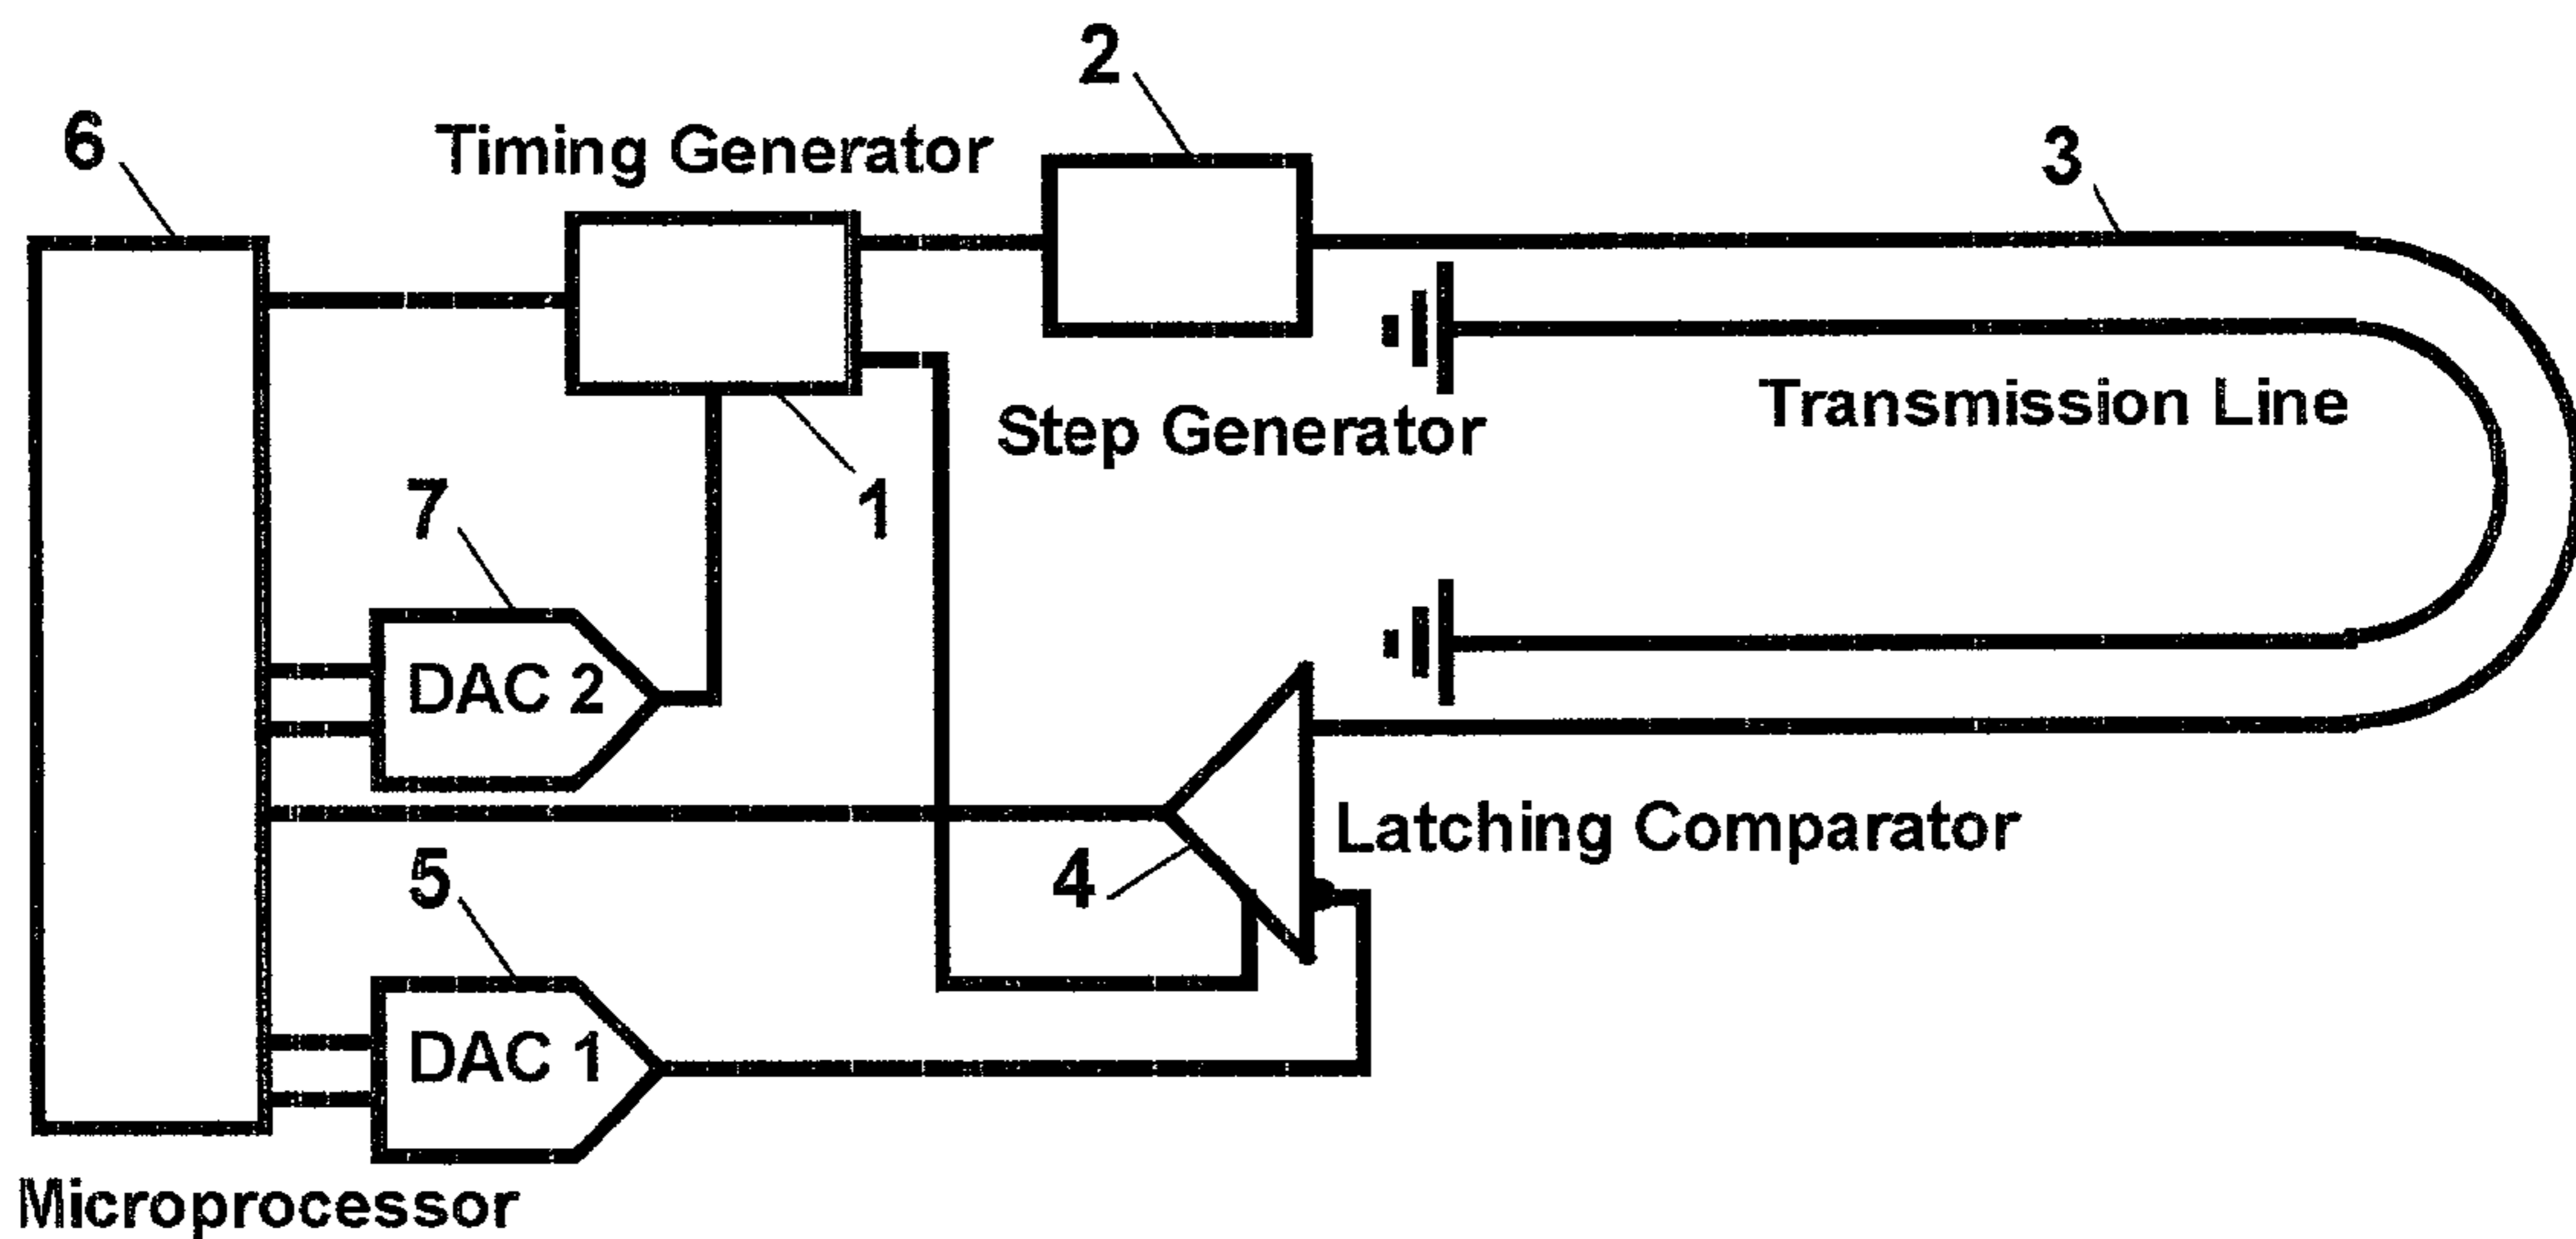 2
6
Timing Generator
3
Transmission Line
Step Generator
7
1
DAC 2
Latching Comparator
5
4
DAC 1
Microprocessor